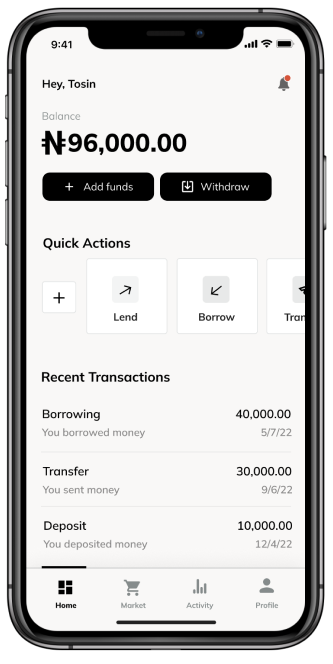 9:41
Hey, Tosin
Balance
₦96,000.00
+ Add funds
Withdraw
Quick Actions
+
Lend
Borrow
Tran
Recent Transactions
Borrowing 40,000.00
You borrowed money 5/7/22
Transfer 30,000.00
You sent money 9/6/22
Deposit 10,000.00
You deposited money 12/4/22
Home Market Activity Profile